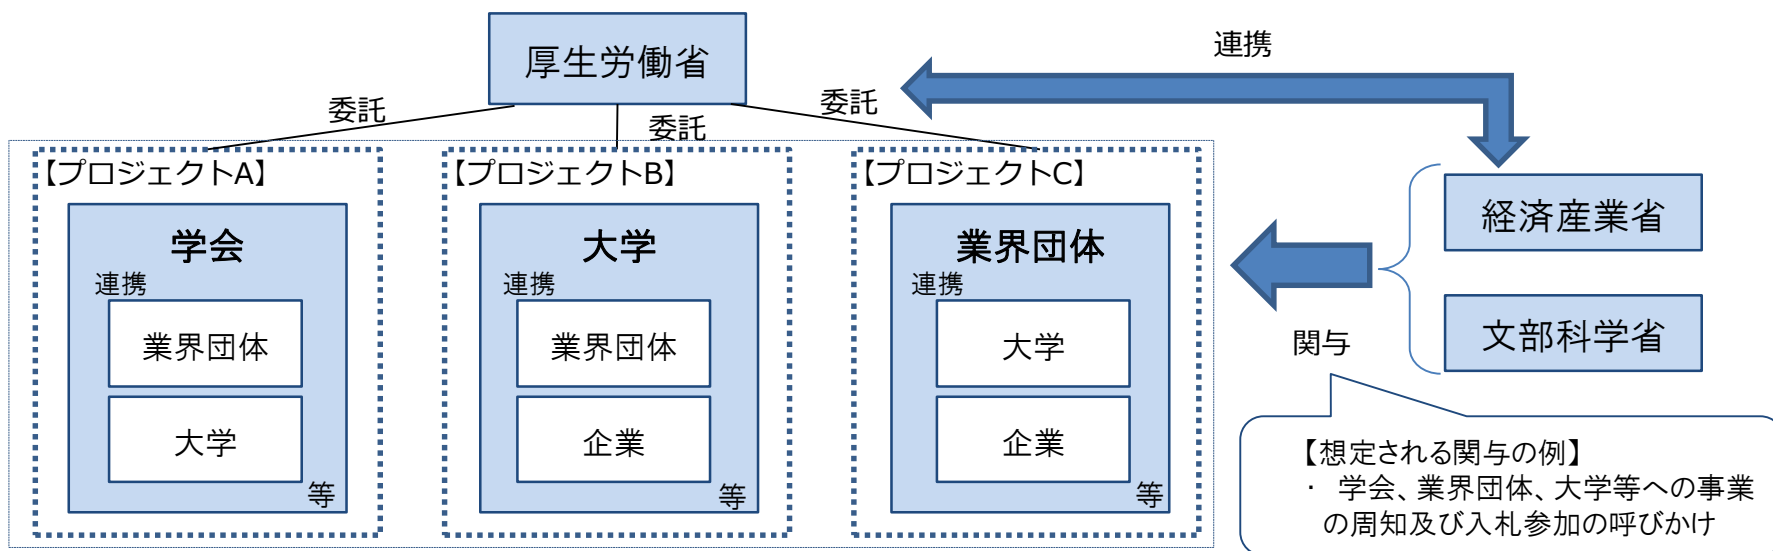 厚生労働省
連携
委託
委託
委託
【プロジェクトA】
学会
連携
業界団体
大学
等
【プロジェクトB】
大学
連携
業界団体
企業
等
【プロジェクトC】
業界団体
連携
大学
企業
等
経済産業省
文部科学省
関与
【想定される関与の例】
・ 学会、業界団体、大学等への事業
の周知及び入札参加の呼びかけ